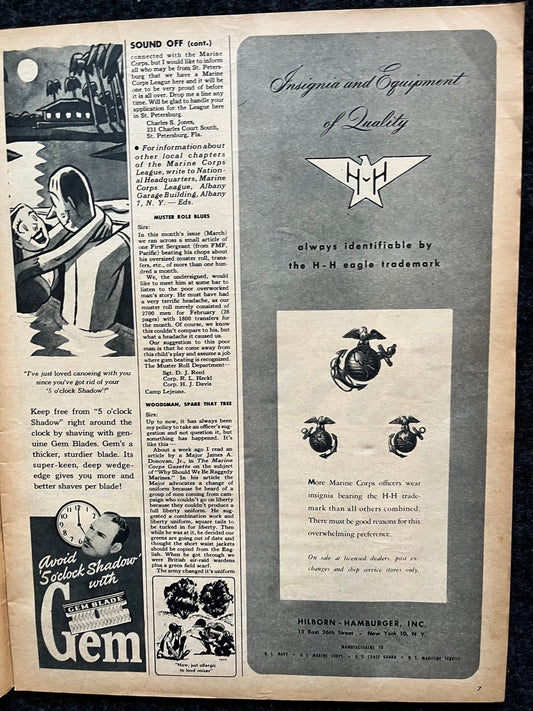 "I've just loved canoeing with you
since you've got rid of your
'5 o'clock Shadow'!"
Keep free from "5 o'clock
Shadow" right around the
clock by shaving with gen-
uine Gem Blades. Gem's a
thicker, sturdier blade. Its
super-keen, deep wedge-
edge gives you more and
better shaves per blade!
Avoid
'5 o'clock Shadow'
with
GEM BLADE
Gem
SOUND OFF (cont.)
connected with the Marine
Corps, but I would like to inform
all who may be from St. Peters-
burg that we have a Marine
Corps League here and it will be
one to be very proud of before
it is all over. Drop me a line any
time. Will be glad to handle your
application for the League here
in St. Petersburg.
Charles S. Jones,
231 Charles Court South,
St. Petersburg, Fla.
• For information about
other local chapters
of the Marine Corps
League, write to Nation-
al Headquarters, Marine
Corps League, Albany
Garage Building, Albany
7, N. Y. — Eds.
MUSTER ROLE BLUES
Sirs:
In this month's issue (March)
we ran across a small article of
one First Sergeant (from FMF,
Pacific) beating his chops about
his oversized muster roll, trans-
fers, etc., of more than one hun-
dred a month.
We, the undersigned, would
like to meet him at some bar to
listen to the poor overworked
man's story. He must have had
a very terrific headache, as our
muster roll merely consisted of
2700 men for February (28
pages) with 1800 transfers for
the month. Of course, we know
this couldn't compare to his, but
what a headache it caused us.
Our suggestion to this poor
man is that he come away from
this child's play and assume a job
where gum beating is recognized.
The Muster Roll Department—
Sgt. D. J. Reed
Corp. R. L. Heckl
Corp. H. J. Davis
Camp Lejeune.
WOODSMAN, SPARE THAT TREE
Sirs:
Up to now, it has always been
my policy to take an officer's sug-
gestion and not question it, but
something has happened. It's
like this—
About a week ago I read an
article by a Major James A.
Donovan, Jr., in The Marine
Corps Gazette on the subject
of "Why Should We Be Raggedy
Marines." In his article the
Major advocates a change of
uniform because he heard of a
group of men coming from cam-
paign who couldn't go on liberty
because they couldn't produce a
full liberty uniform. He sug-
gested a combination work and
liberty uniform, square tails to
be tucked in for liberty. Then
while he was at it, he decided our
greens are going out of date and
thought the short waist jackets
should be copied from the Eng-
lish. When he got through we
were British air-raid wardens
plus a green field scarf.
The army changed it's uniform
"Naw, just allergic
to loud noises"
Insignia and Equipment
of Quality
H-H
always identifiable by
the H-H eagle trademark
More Marine Corps officers wear
insignia bearing the H-H trade-
mark than all others combined.
There must be good reasons for this
overwhelming preference.
On sale at licensed dealers, post ex-
changes and ship service stores only.
HILBORN - HAMBURGER, INC.
15 East 26th Street · New York 10, N. Y.
MANUFACTURERS TO
U. S. NAVY · U. S. MARINE CORPS · U. S. COAST GUARD · U. S. MARITIME SERVICE
7